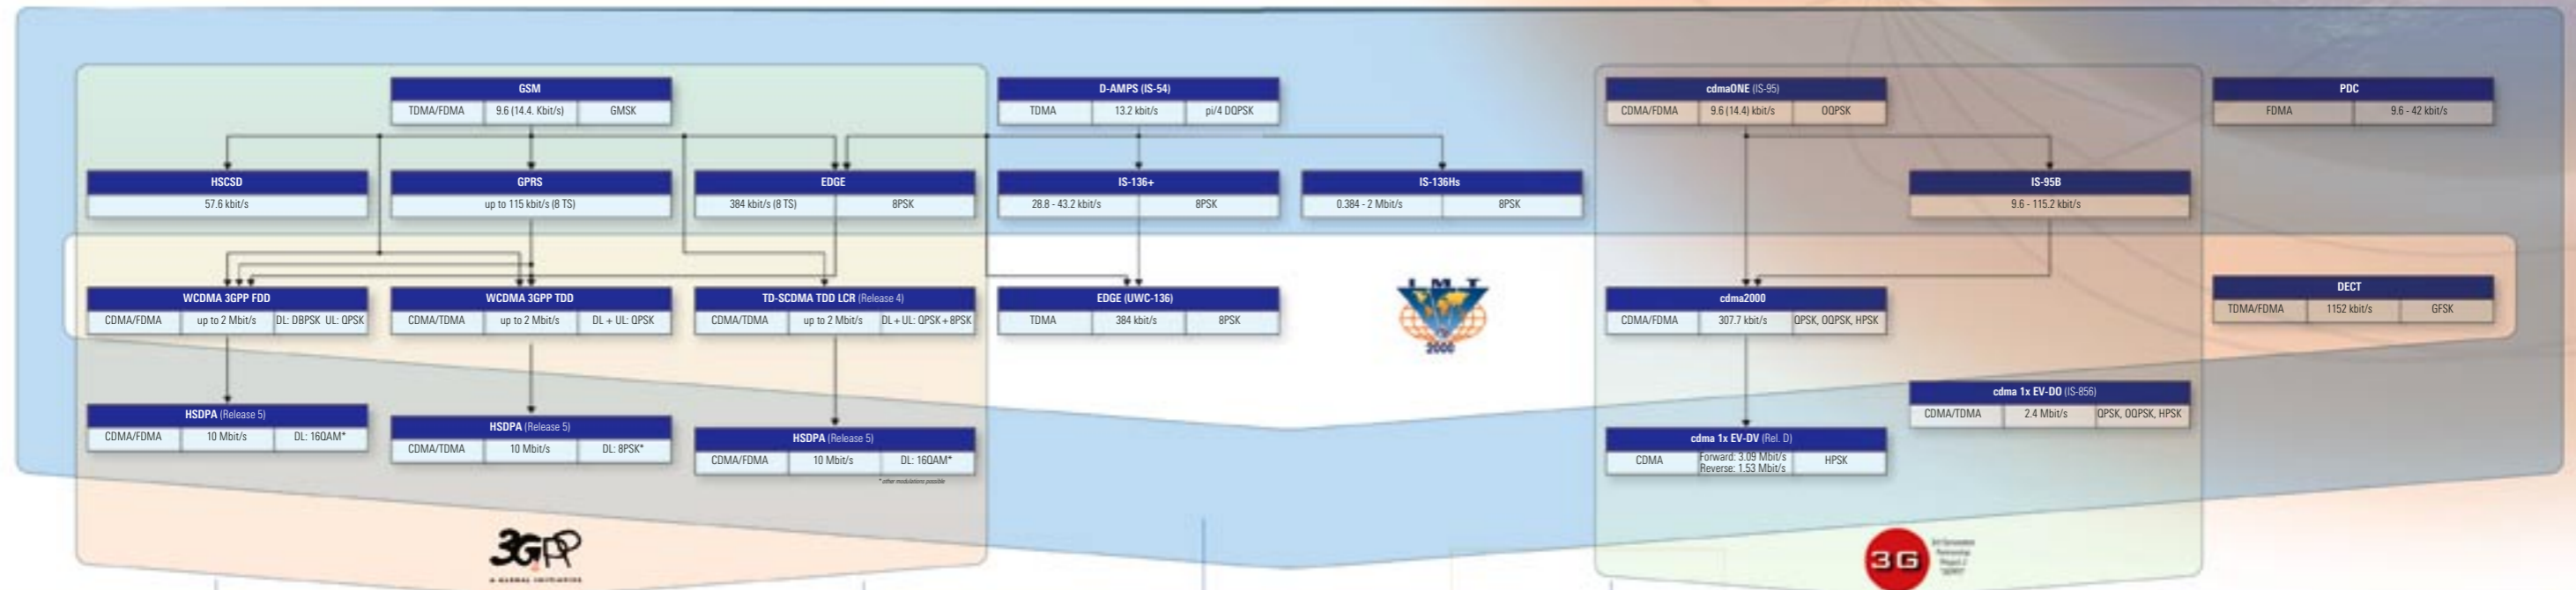 GSM
TDMA/FDMA 9.6 (14.4. Kbit/s) GMSK
D-AMPS (IS-54)
TDMA 13.2 kbit/s pi/4 DQPSK
cdmaONE (IS-95)
CDMA/FDMA 9.6 (14.4) kbit/s OQPSK
PDC
FDMA 9.6 - 42 kbit/s
HSCSD
57.6 kbit/s
GPRS
up to 115 kbit/s (8 TS)
EDGE
384 kbit/s (8 TS) 8PSK
IS-136+
28.8 - 43.2 kbit/s 8PSK
IS-136Hs
0.384 - 2 Mbit/s 8PSK
IS-95B
9.6 - 115.2 kbit/s
WCDMA 3GPP FDD
CDMA/FDMA up to 2 Mbit/s DL: DBPSK UL: QPSK
WCDMA 3GPP TDD
CDMA/TDMA up to 2 Mbit/s DL + UL: QPSK
TD-SCDMA TDD LCR (Release 4)
CDMA/TDMA up to 2 Mbit/s DL+UL: QPSK+8PSK
EDGE (UWC-136)
TDMA 384 kbit/s 8PSK
I M T
2000
cdma2000
CDMA/FDMA 307.7 kbit/s QPSK, OQPSK, HPSK
DECT
TDMA/FDMA 1152 kbit/s GFSK
HSDPA (Release 5)
CDMA/FDMA 10 Mbit/s DL: 16QAM*
HSDPA (Release 5)
CDMA/TDMA 10 Mbit/s DL: 8PSK*
HSDPA (Release 5)
CDMA/FDMA 10 Mbit/s DL: 16QAM*
* other modulations possible
cdma 1x EV-DO (IS-856)
CDMA/TDMA 2.4 Mbit/s QPSK, OQPSK, HPSK
cdma 1x EV-DV (Rel. D)
CDMA Forward: 3.09 Mbit/s HPSK
Reverse: 1.53 Mbit/s
3GPP
A GLOBAL INITIATIVE
3G